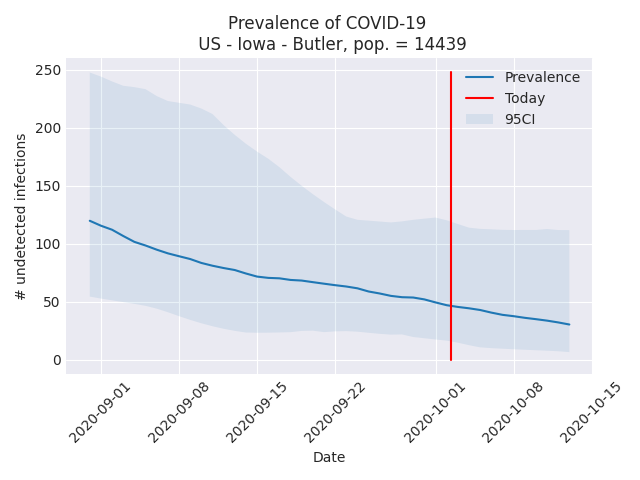 Prevalence of COVID-19
US - Iowa - Butler, pop. = 14439
250
200
150
100
50
0
# undetected infections
Prevalence
Today
95CI
2020-09-01
2020-09-08
2020-09-15
2020-09-22
2020-10-01
2020-10-08
2020-10-15
Date